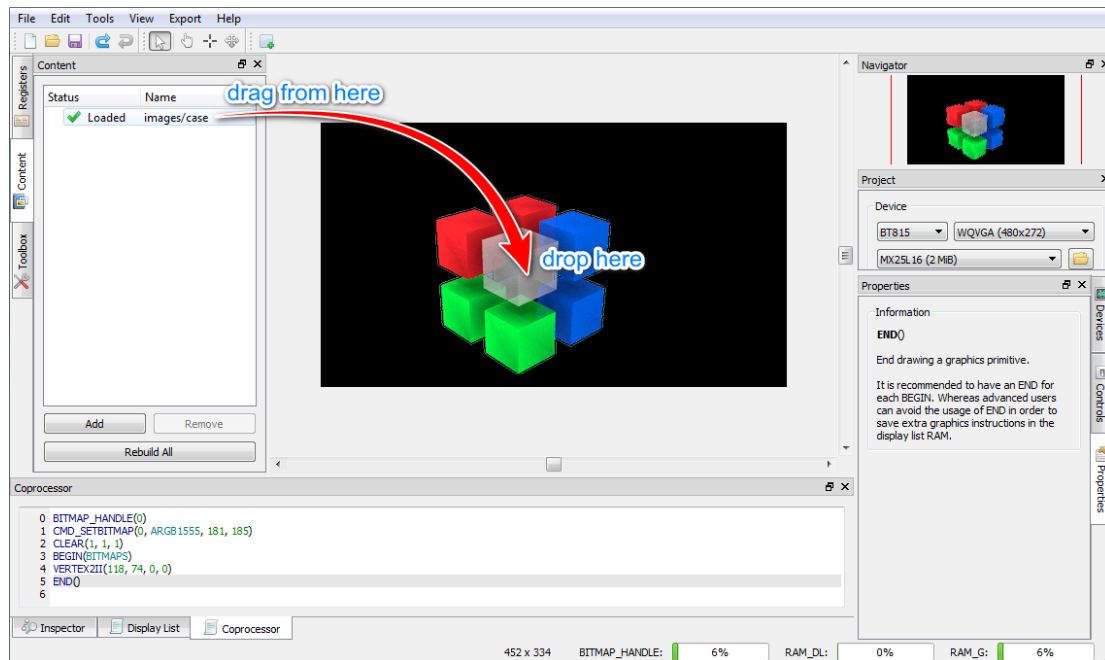 File Edit Tools View Export Help
Registers
Content
Toolbox
Content
Status Name
Loaded images/case
drag from here
drop here
Add Remove
Rebuild All
Navigator
Project
Device
BT815 WQVGA (480x272)
MX25L16 (2 MiB)
Properties
Information
END()
End drawing a graphics primitive.
It is recommended to have an END for
each BEGIN. Whereas advanced users
can avoid the usage of END in order to
save extra graphics instructions in the
display list RAM.
Devices
Controls
Properties
Coprocessor
0 BITMAP_HANDLE(0)
1 CMD_SETBITMAP(0, ARGB1555, 181, 185)
2 CLEAR(1, 1, 1)
3 BEGIN(BITMAPS)
4 VERTEX2II(118, 74, 0, 0)
5 END()
6
Inspector Display List Coprocessor
452 x 334 BITMAP_HANDLE: 6% RAM_DL: 0% RAM_G: 6%